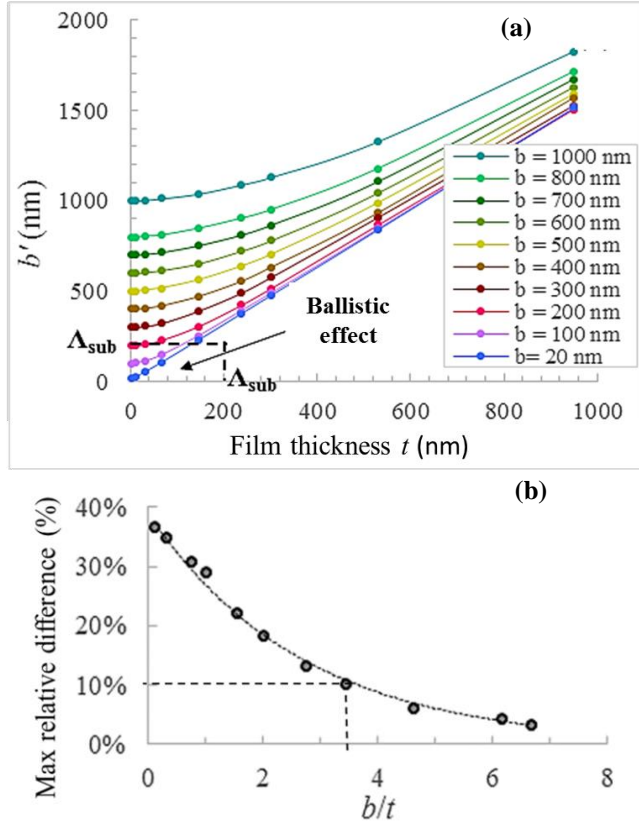 (a)
2000
1500
1000
500
0
b′ (nm)
b = 1000 nm
b = 800 nm
b = 700 nm
b = 600 nm
b = 500 nm
b = 400 nm
b = 300 nm
b = 200 nm
b = 100 nm
b= 20 nm
Ballistic
effect
Λsub
Λsub
0 200 400 600 800 1000
Film thickness t (nm)
(b)
40%
30%
20%
10%
0%
Max relative difference (%)
0 2 4 6 8
b/t